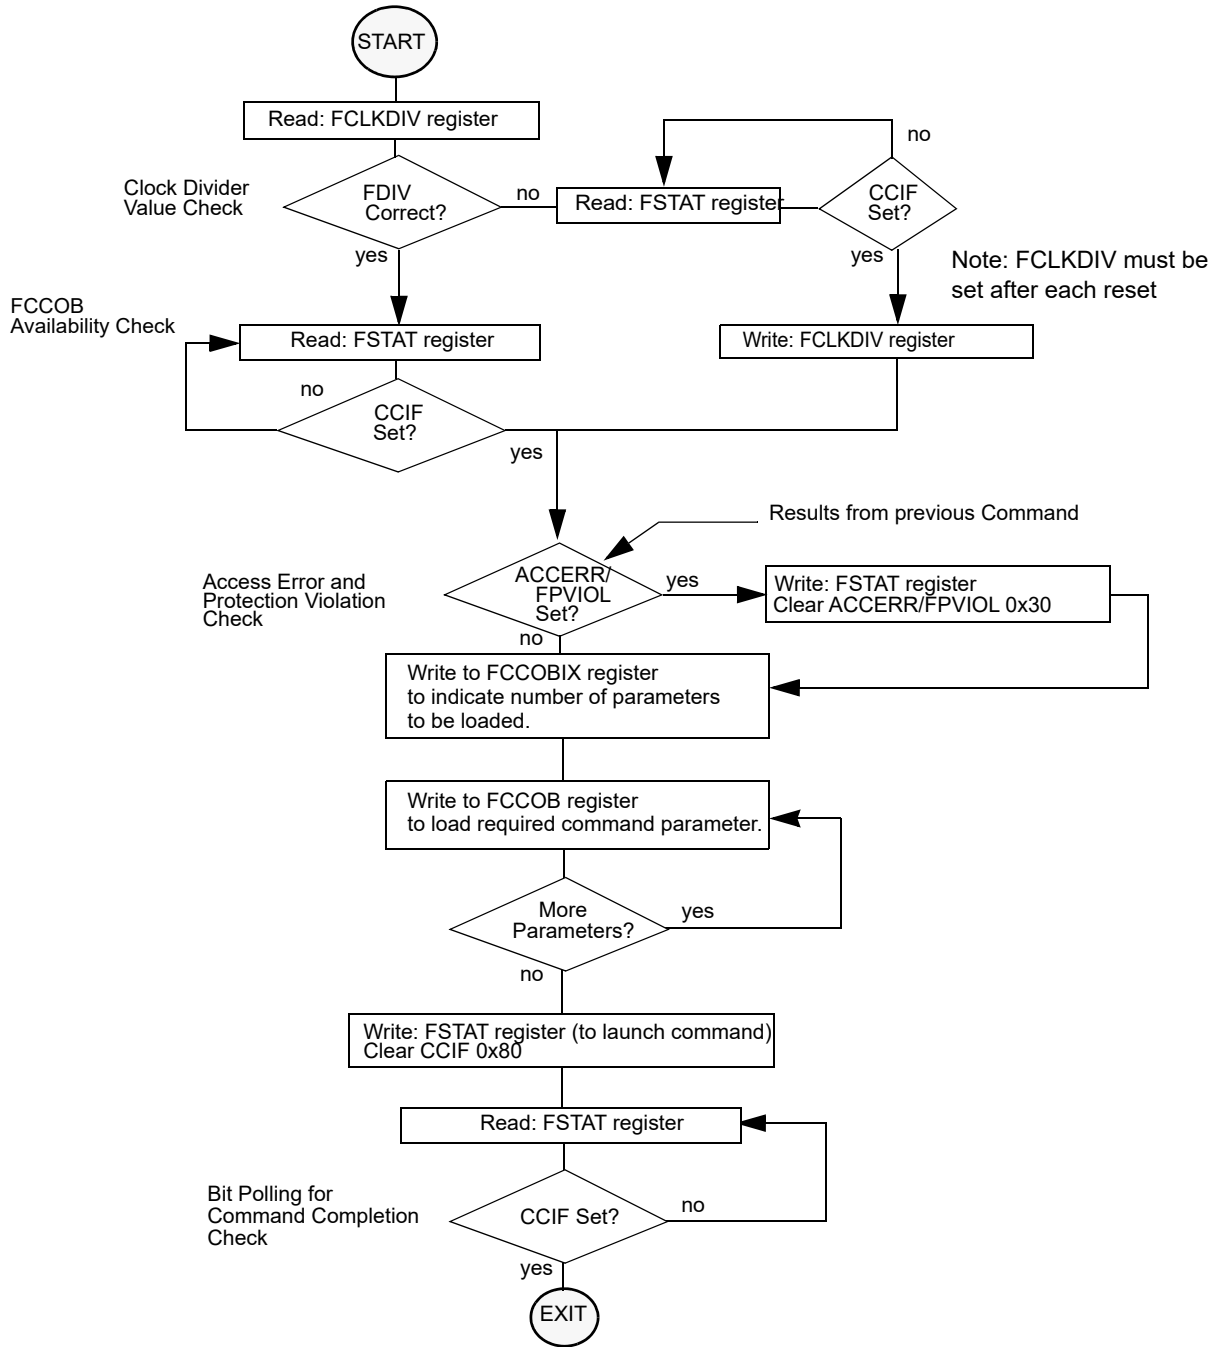 START
Read: FCLKDIV register
no
Clock Divider
Value Check
FDIV
Correct?
no
Read: FSTAT register
CCIF
Set?
yes
yes
Note: FCLKDIV must be
set after each reset
FCCOB
Availability Check
Read: FSTAT register
Write: FCLKDIV register
no
CCIF
Set?
yes
Results from previous Command
Access Error and
Protection Violation
Check
ACCERR/
FPVIOL
Set?
yes
Write: FSTAT register
Clear ACCERR/FPVIOL 0x30
no
Write to FCCOBIX register
to indicate number of parameters
to be loaded.
Write to FCCOB register
to load required command parameter.
More
Parameters?
yes
no
Write: FSTAT register (to launch command)
Clear CCIF 0x80
Read: FSTAT register
Bit Polling for
Command Completion
Check
CCIF Set?
no
yes
EXIT